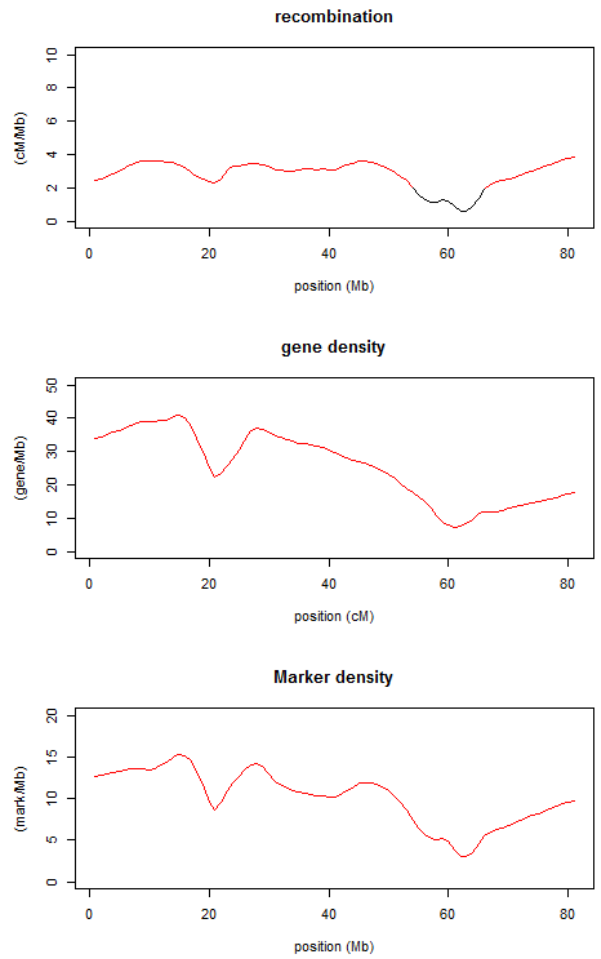 recombination
(cM/Mb)
10
8
6
4
2
0
0 20 40 60 80
position (Mb)
gene density
(gene/Mb)
50
40
30
20
10
0
0 20 40 60 80
position (cM)
Marker density
(mark/Mb)
20
15
10
5
0
0 20 40 60 80
position (Mb)